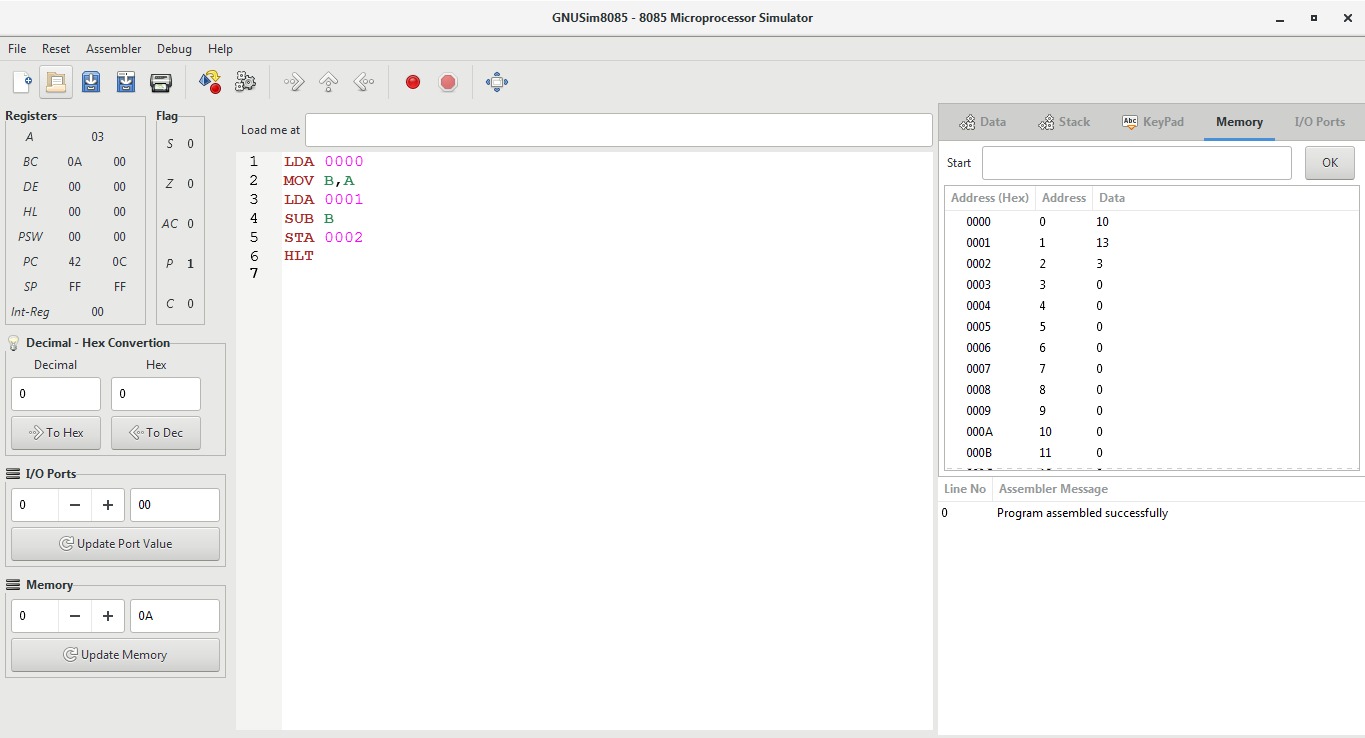 GNUSim8085 - 8085 Microprocessor Simulator
File Reset Assembler Debug Help
Registers
A 03
BC 0A 00
DE 00 00
HL 00 00
PSW 00 00
PC 42 0C
SP FF FF
Int-Reg 00
Flag
S 0
Z 0
AC 0
P 1
C 0
Decimal - Hex Convertion
Decimal Hex
0 0
To Hex To Dec
I/O Ports
0 − + 00
Update Port Value
Memory
0 − + 0A
Update Memory
Load me at
1 LDA 0000
2 MOV B,A
3 LDA 0001
4 SUB B
5 STA 0002
6 HLT
7
Data Stack Abc KeyPad Memory I/O Ports
Start OK
Address (Hex) Address Data
0000 0 10
0001 1 13
0002 2 3
0003 3 0
0004 4 0
0005 5 0
0006 6 0
0007 7 0
0008 8 0
0009 9 0
000A 10 0
000B 11 0
Line No Assembler Message
0 Program assembled successfully